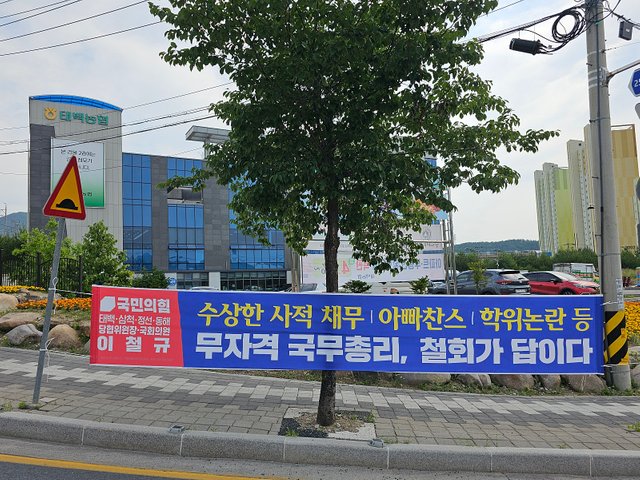 태백농협
국민의힘
태백·삼척·정선·동해
당협위원장·국회의원
이철규
수상한 사적 채무 | 아빠찬스 | 학위논란 등
무자격 국무총리, 철회가 답이다